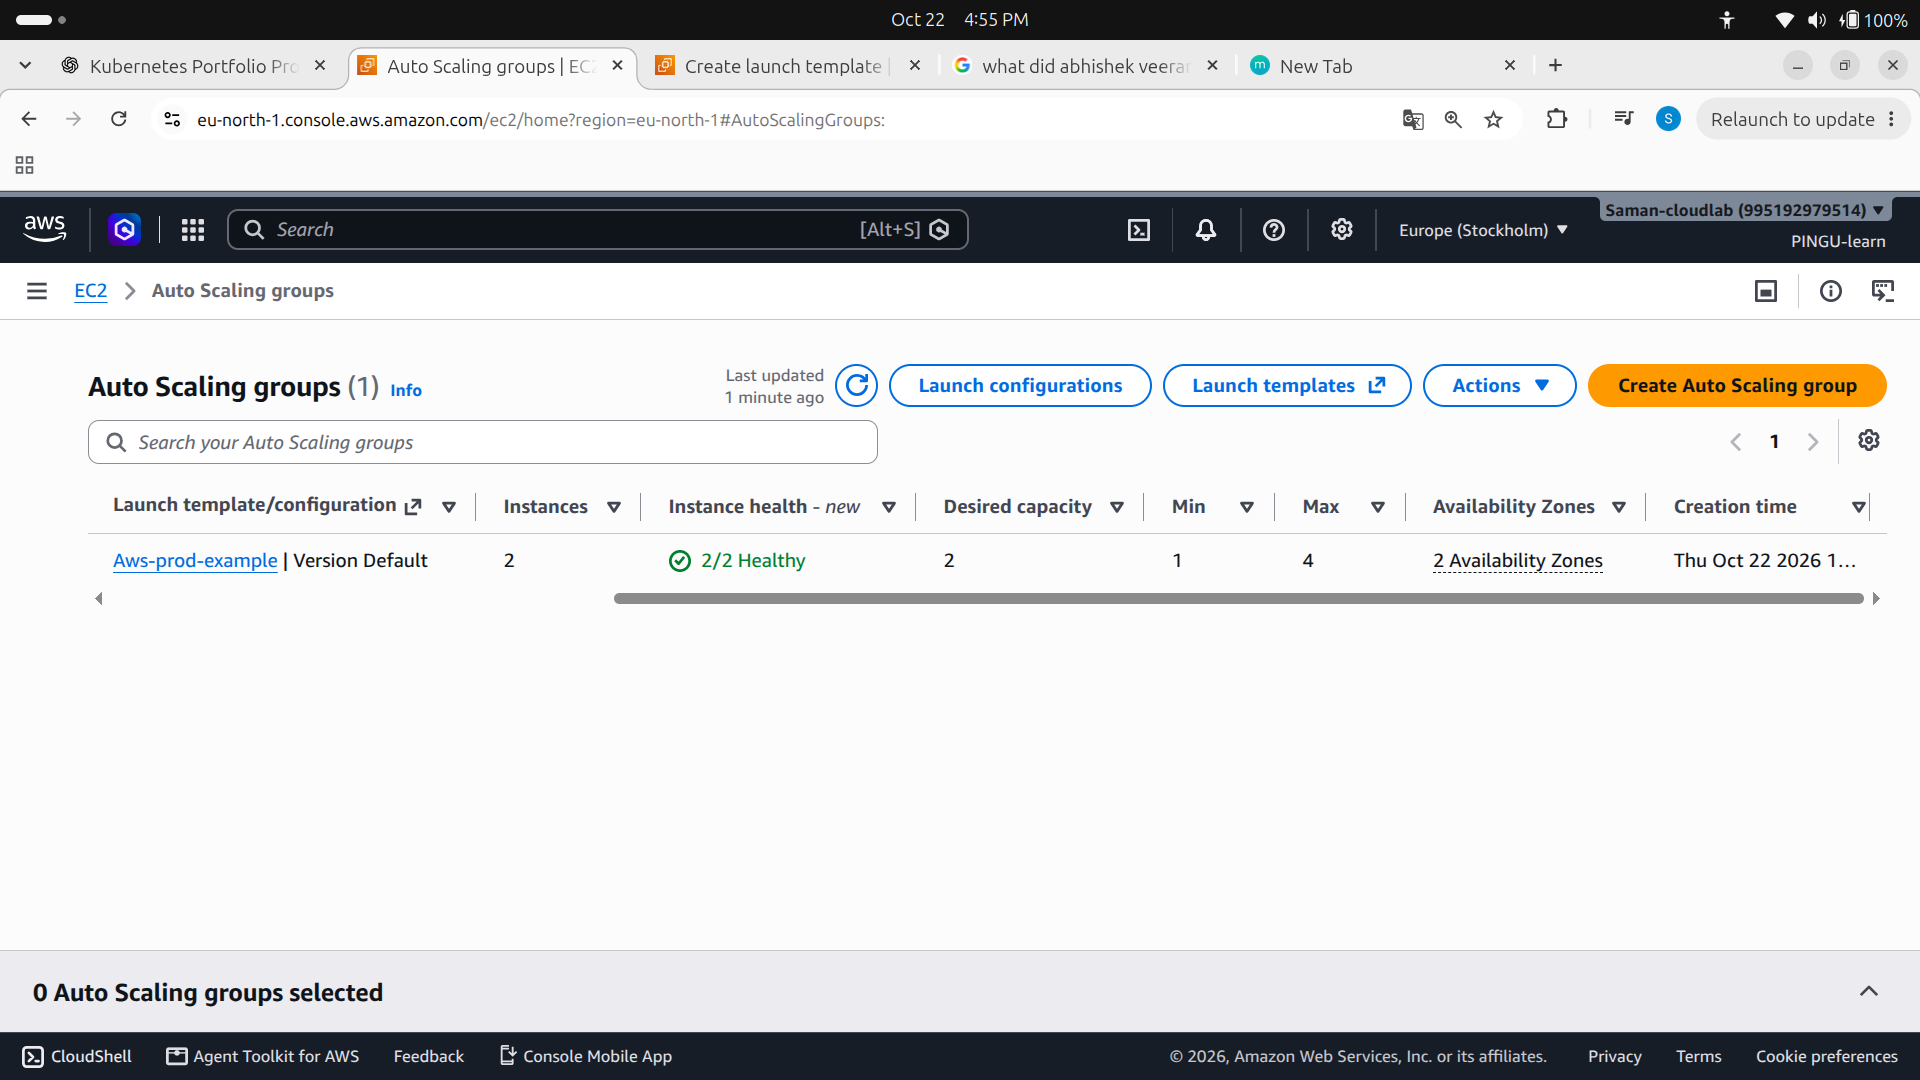 Oct 22 4:55 PM
100%
Kubernetes Portfolio Pro
Auto Scaling groups | EC2
Create launch template |
what did abhishek veerar
New Tab
eu-north-1.console.aws.amazon.com/ec2/home?region=eu-north-1#AutoScalingGroups:
S
Relaunch to update
aws
Search
[Alt+S]
Europe (Stockholm)
Saman-cloudlab (995192979514)
PINGU-learn
EC2
Auto Scaling groups
Auto Scaling groups (1) Info
Last updated
1 minute ago
Launch configurations
Launch templates
Actions
Create Auto Scaling group
Search your Auto Scaling groups
1
Launch template/configuration Instances Instance health - new Desired capacity Min Max Availability Zones Creation time
Aws-prod-example | Version Default 2 2/2 Healthy 2 1 4 2 Availability Zones Thu Oct 22 2026 1...
0 Auto Scaling groups selected
CloudShell
Agent Toolkit for AWS
Feedback
Console Mobile App
© 2026, Amazon Web Services, Inc. or its affiliates.
Privacy
Terms
Cookie preferences